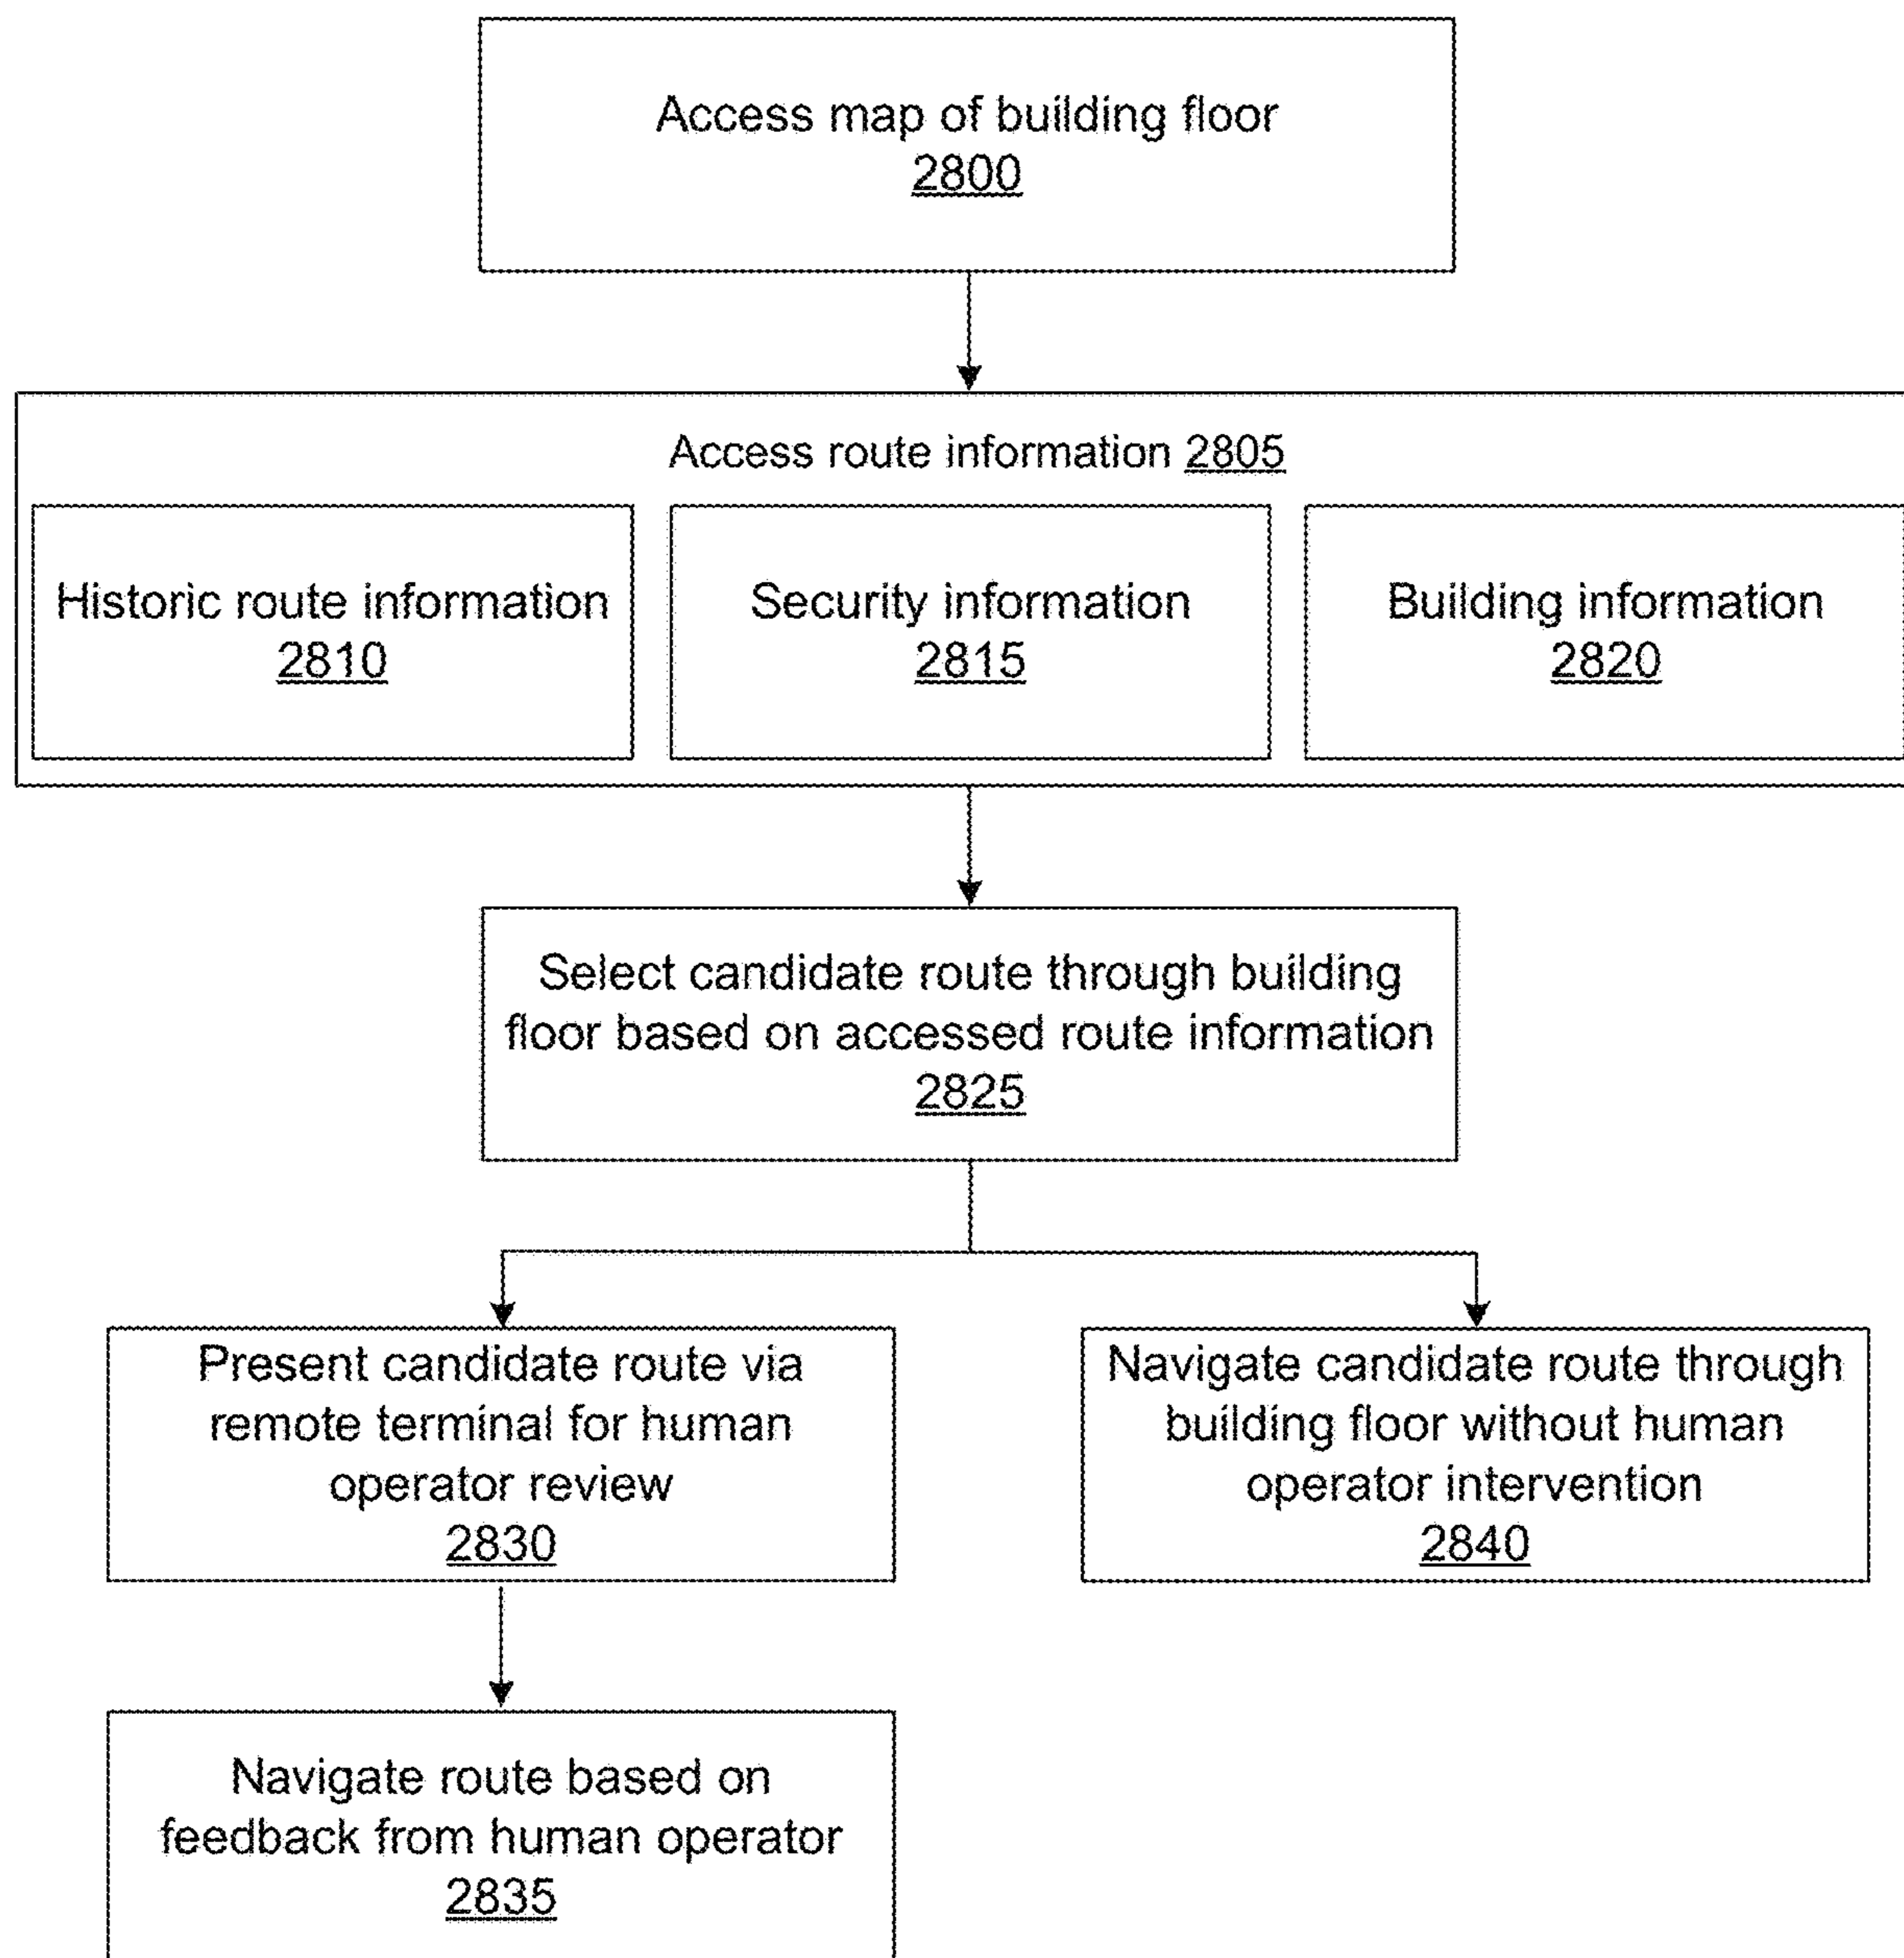 Access map of building floor
2800
Access route information 2805
Historic route information
2810
Security information
2815
Building information
2820
Select candidate route through building
floor based on accessed route information
2825
Present candidate route via
remote terminal for human
operator review
2830
Navigate candidate route through
building floor without human
operator intervention
2840
Navigate route based on
feedback from human operator
2835